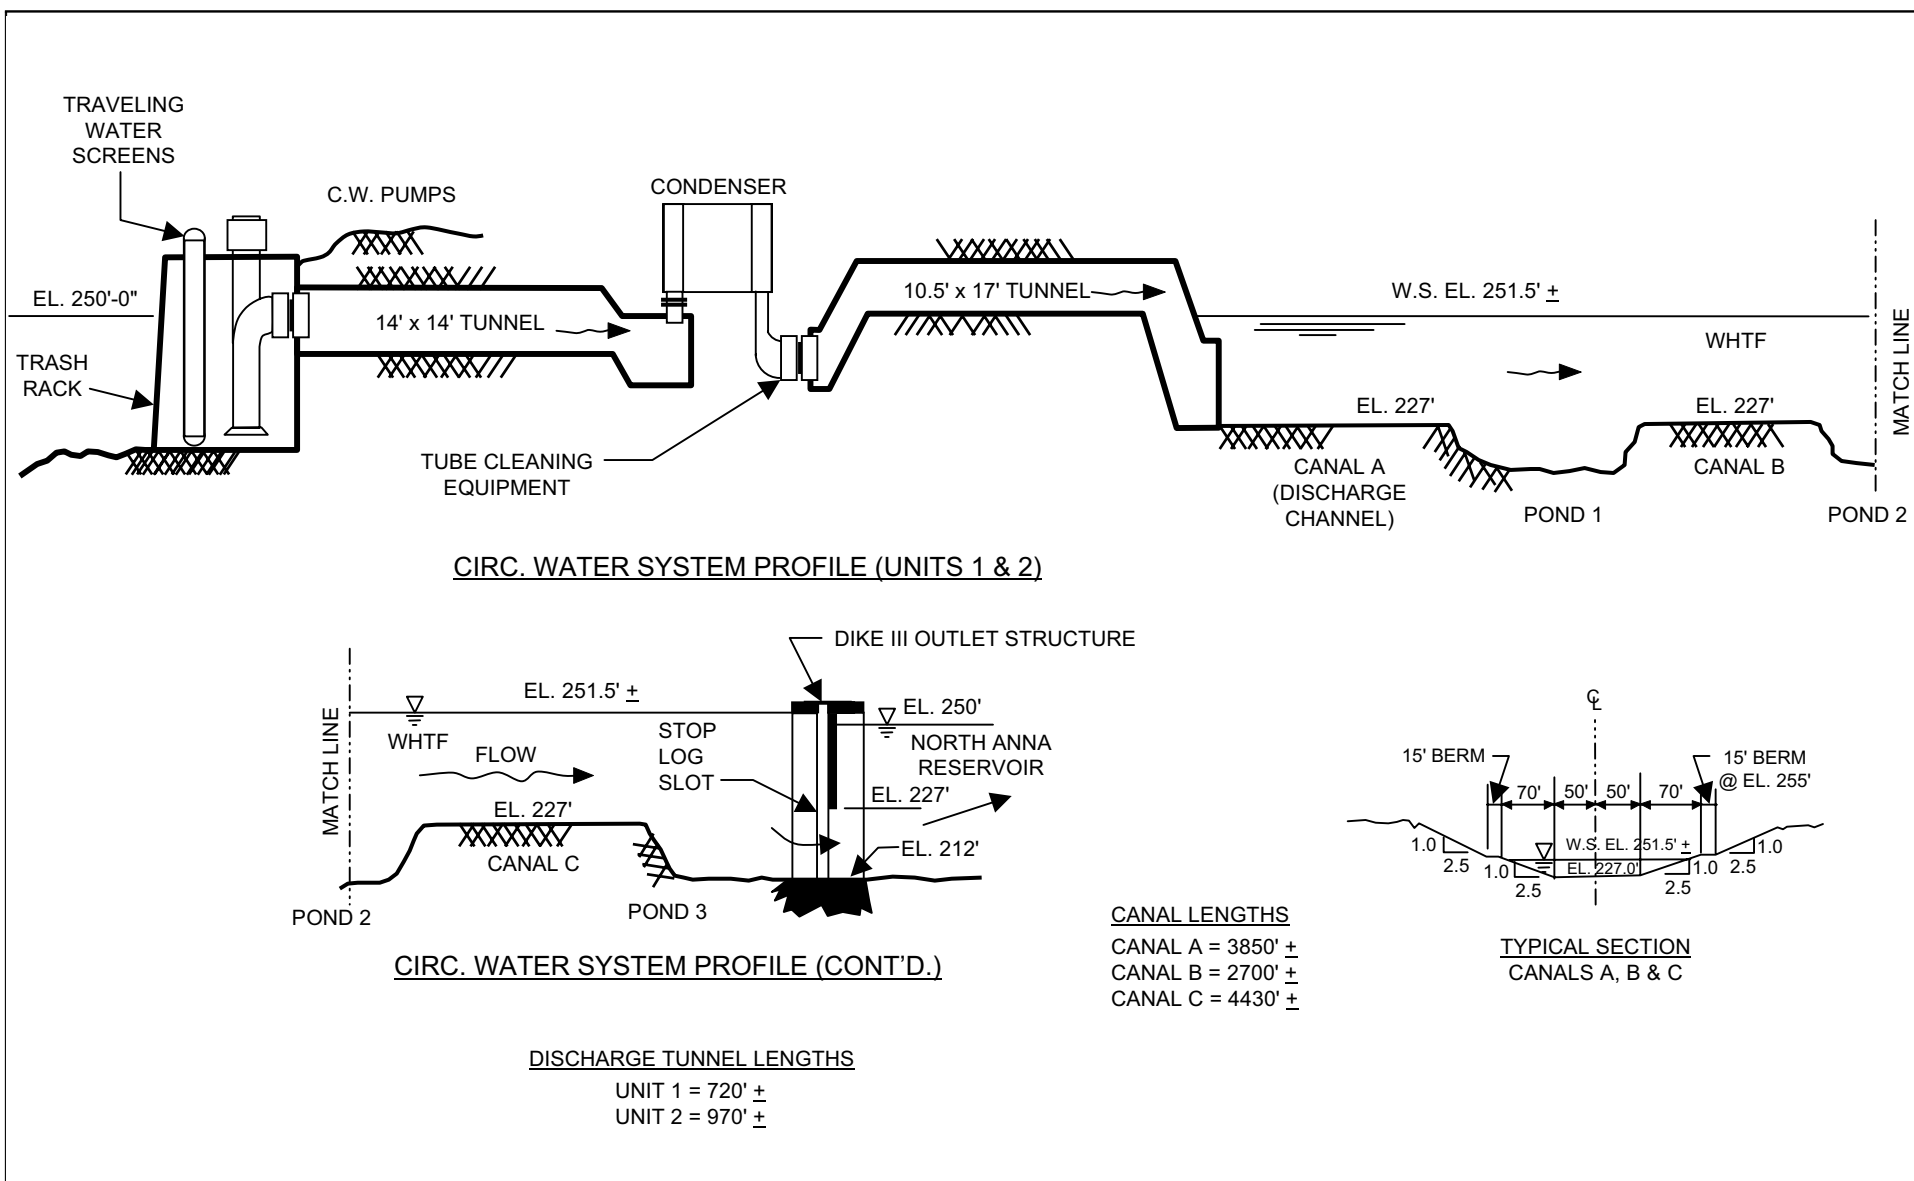 TRAVELING
WATER
SCREENS
C.W. PUMPS
CONDENSER
EL. 250'-0"
14' x 14' TUNNEL
10.5' x 17' TUNNEL
W.S. EL. 251.5' ±
WHTF
MATCH LINE
TRASH
RACK
EL. 227'
EL. 227'
TUBE CLEANING
EQUIPMENT
CANAL A
(DISCHARGE
CHANNEL)
CANAL B
POND 1
POND 2
CIRC. WATER SYSTEM PROFILE (UNITS 1 & 2)
DIKE III OUTLET STRUCTURE
EL. 251.5' ±
EL. 250'
MATCH LINE
WHTF
FLOW
STOP
LOG
SLOT
NORTH ANNA
RESERVOIR
EL. 227'
EL. 227'
CANAL C
EL. 212'
POND 2
POND 3
CIRC. WATER SYSTEM PROFILE (CONT'D.)
℄
15' BERM
15' BERM
@ EL. 255'
70'
50'
50'
70'
W.S. EL. 251.5' ±
EL. 227.0'
1.0
2.5
1.0
2.5
1.0
2.5
1.0
2.5
TYPICAL SECTION
CANALS A, B & C
CANAL LENGTHS
CANAL A = 3850' ±
CANAL B = 2700' ±
CANAL C = 4430' ±
DISCHARGE TUNNEL LENGTHS
UNIT 1 = 720' ±
UNIT 2 = 970' ±